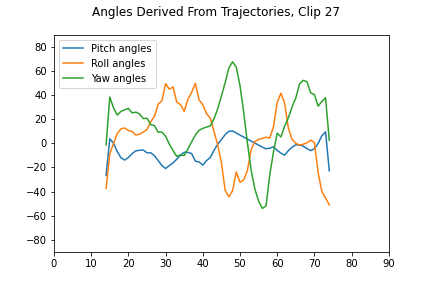 Angles Derived From Trajectories, Clip 27
Pitch angles
Roll angles
Yaw angles
80
60
40
20
0
−20
−40
−60
−80
0 10 20 30 40 50 60 70 80 90